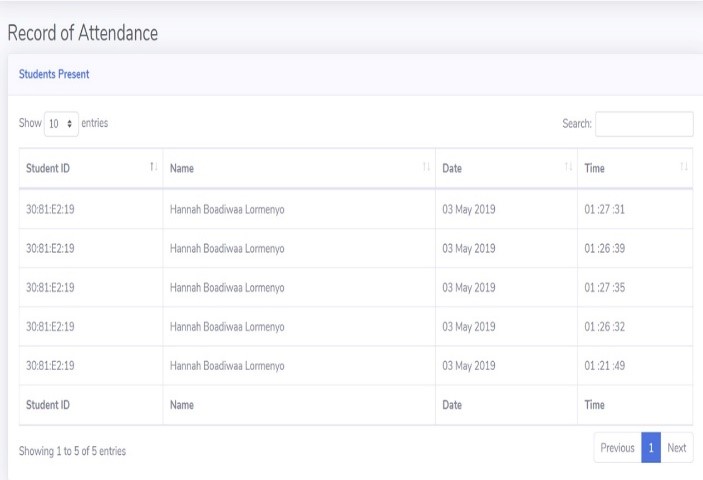 Record of Attendance
Students Present
Show 10 entries Search:
Student ID Name Date Time
30:81:E2:19 Hannah Boadiwaa Lormenyo 03 May 2019 01 :27 :31
30:81:E2:19 Hannah Boadiwaa Lormenyo 03 May 2019 01 :26 :39
30:81:E2:19 Hannah Boadiwaa Lormenyo 03 May 2019 01 :27 :35
30:81:E2:19 Hannah Boadiwaa Lormenyo 03 May 2019 01 :26 :32
30:81:E2:19 Hannah Boadiwaa Lormenyo 03 May 2019 01 :21 :49
Student ID Name Date Time
Showing 1 to 5 of 5 entries Previous 1 Next